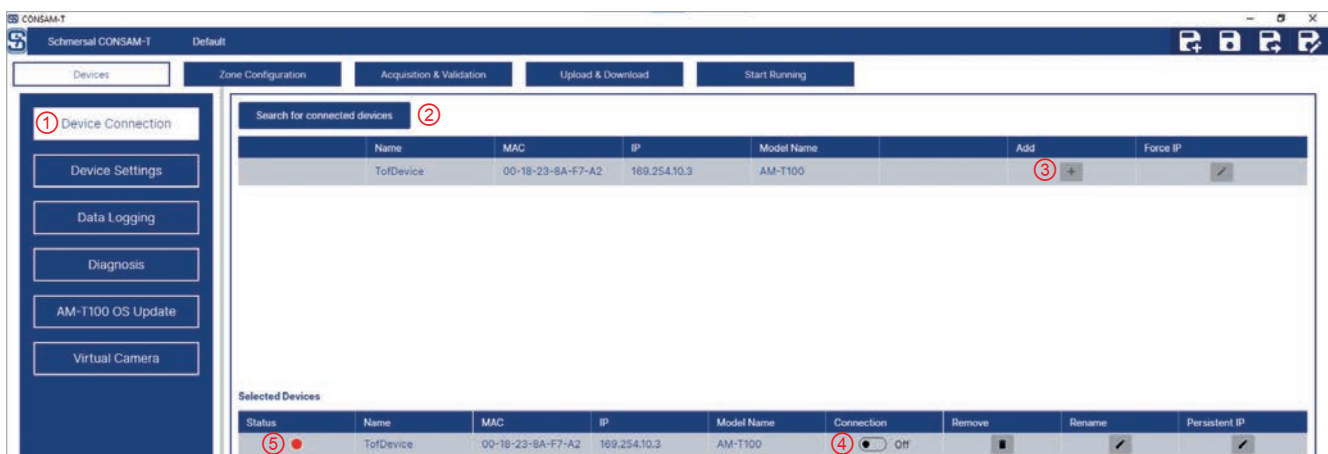 CONSAM-T
Schmersal CONSAM-T Default
Devices Zone Configuration Acquisition & Validation Upload & Download Start Running
① Device Connection
Device Settings
Data Logging
Diagnosis
AM-T100 OS Update
Virtual Camera
Search for connected devices ②
Name MAC IP Model Name Add Force IP
TofDevice 00-18-23-8A-F7-A2 169.254.10.3 AM-T100 ③ +
Selected Devices
Status Name MAC IP Model Name Connection Remove Rename Persistent IP
⑤ TofDevice 00-18-23-8A-F7-A2 169.254.10.3 AM-T100 ④ Off